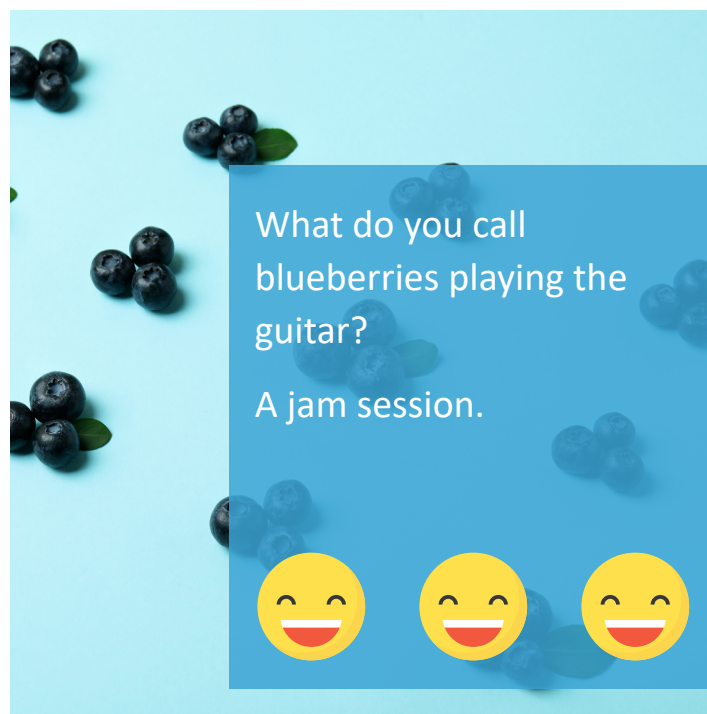 What do you call
blueberries playing the
guitar?
A jam session.